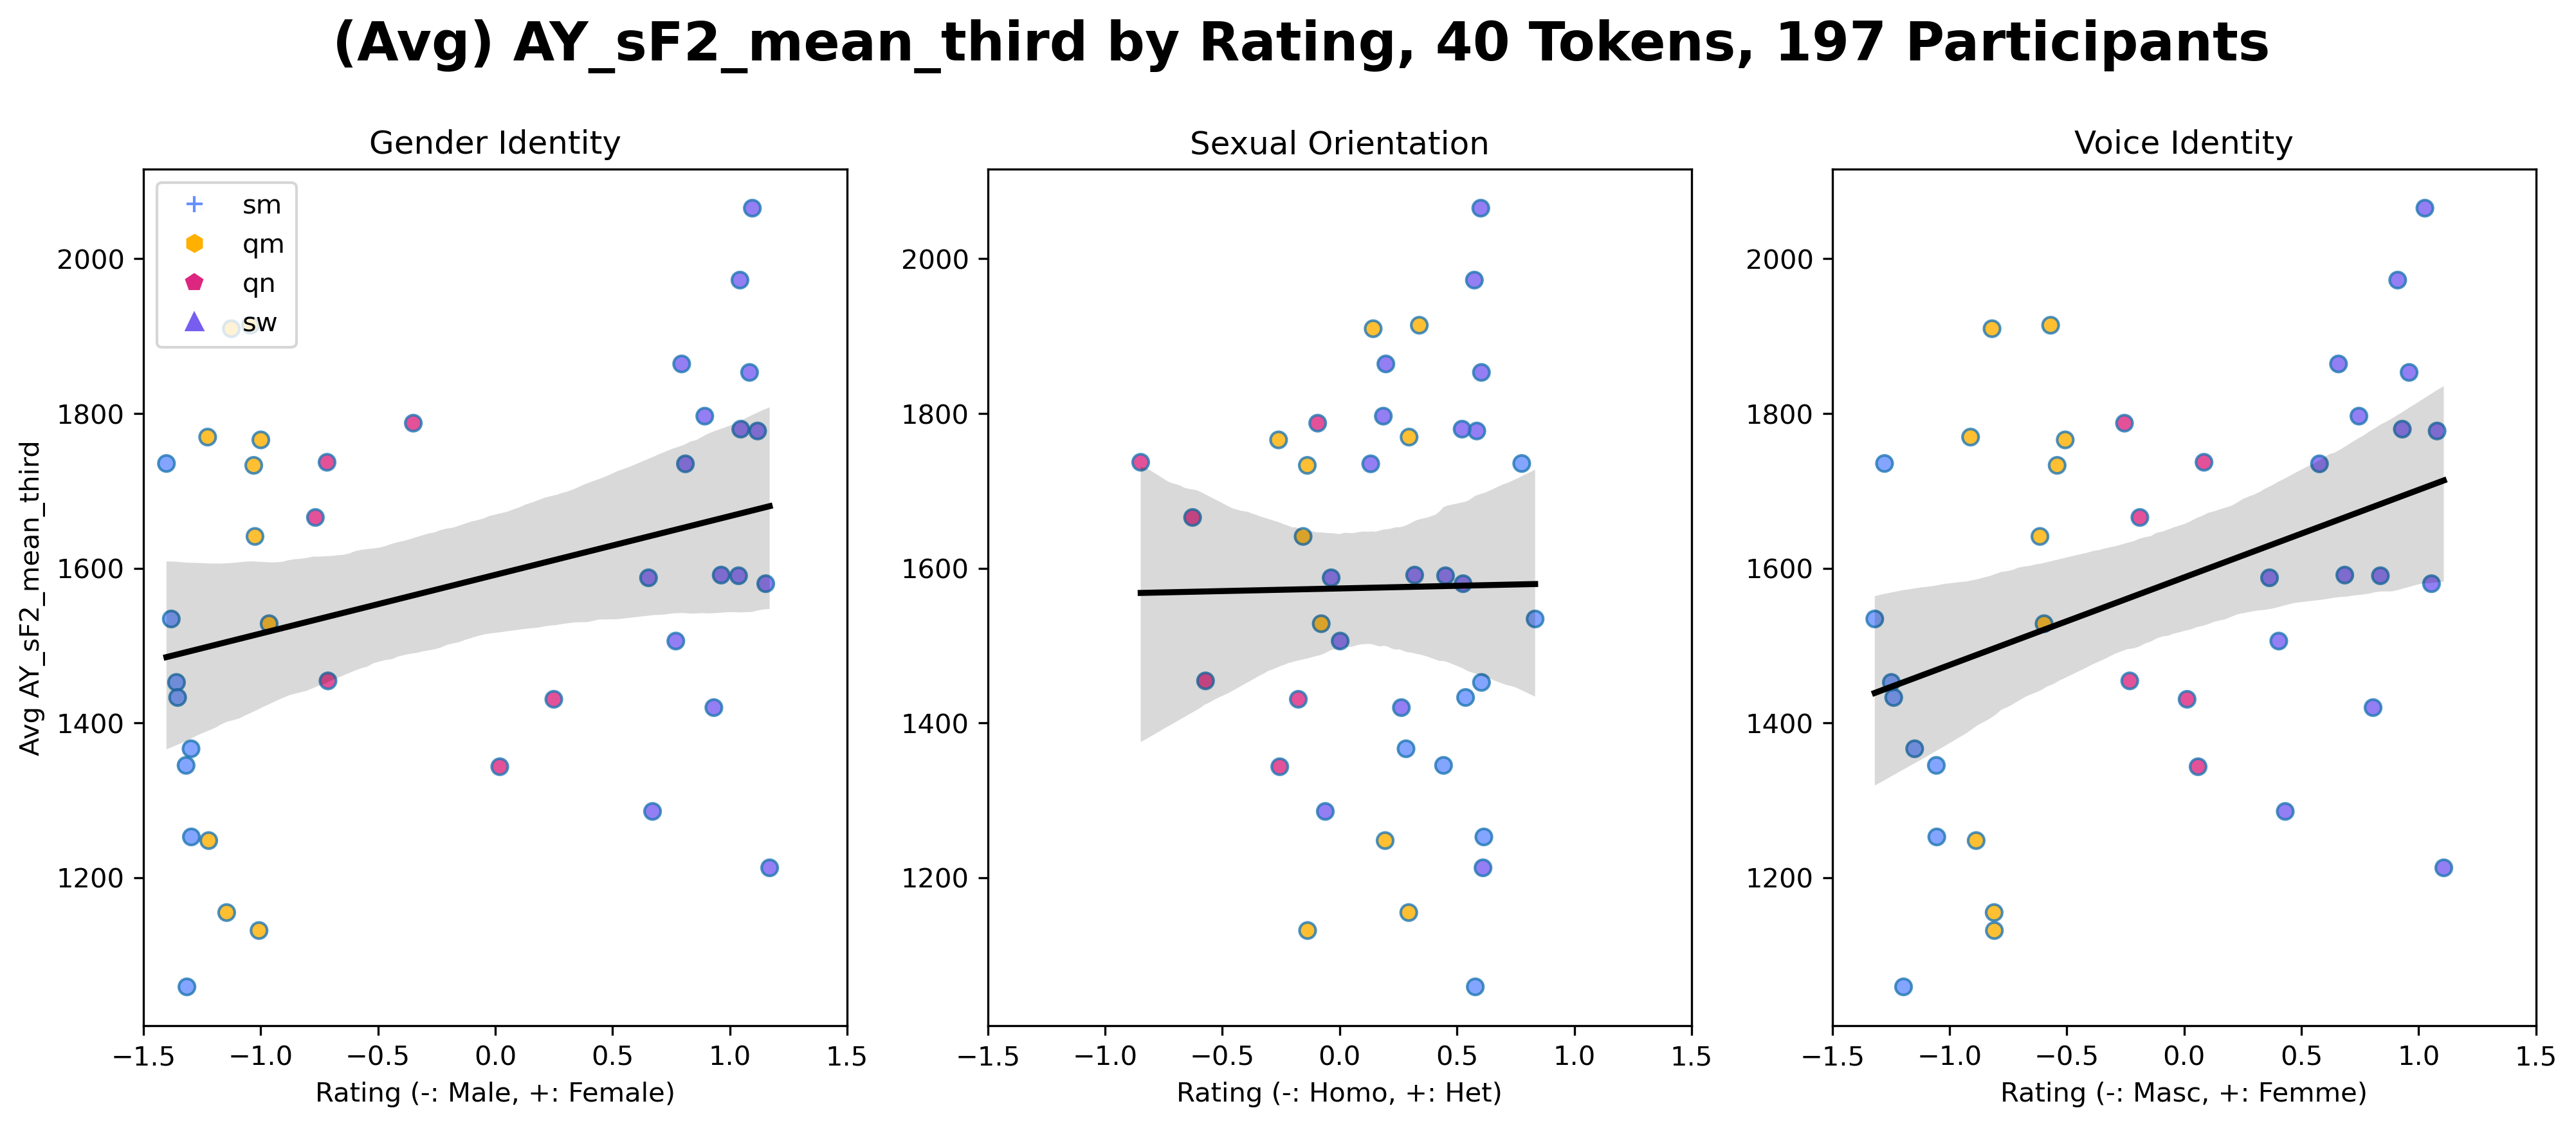 (Avg) AY_sF2_mean_third by Rating, 40 Tokens, 197 Participants
Gender Identity
Sexual Orientation
Voice Identity
sm
qm
qn
sw
Avg AY_sF2_mean_third
2000
1800
1600
1400
1200
−1.5 −1.0 −0.5 0.0 0.5 1.0 1.5
Rating (-: Male, +: Female)
2000
1800
1600
1400
1200
−1.5 −1.0 −0.5 0.0 0.5 1.0 1.5
Rating (-: Homo, +: Het)
2000
1800
1600
1400
1200
−1.5 −1.0 −0.5 0.0 0.5 1.0 1.5
Rating (-: Masc, +: Femme)